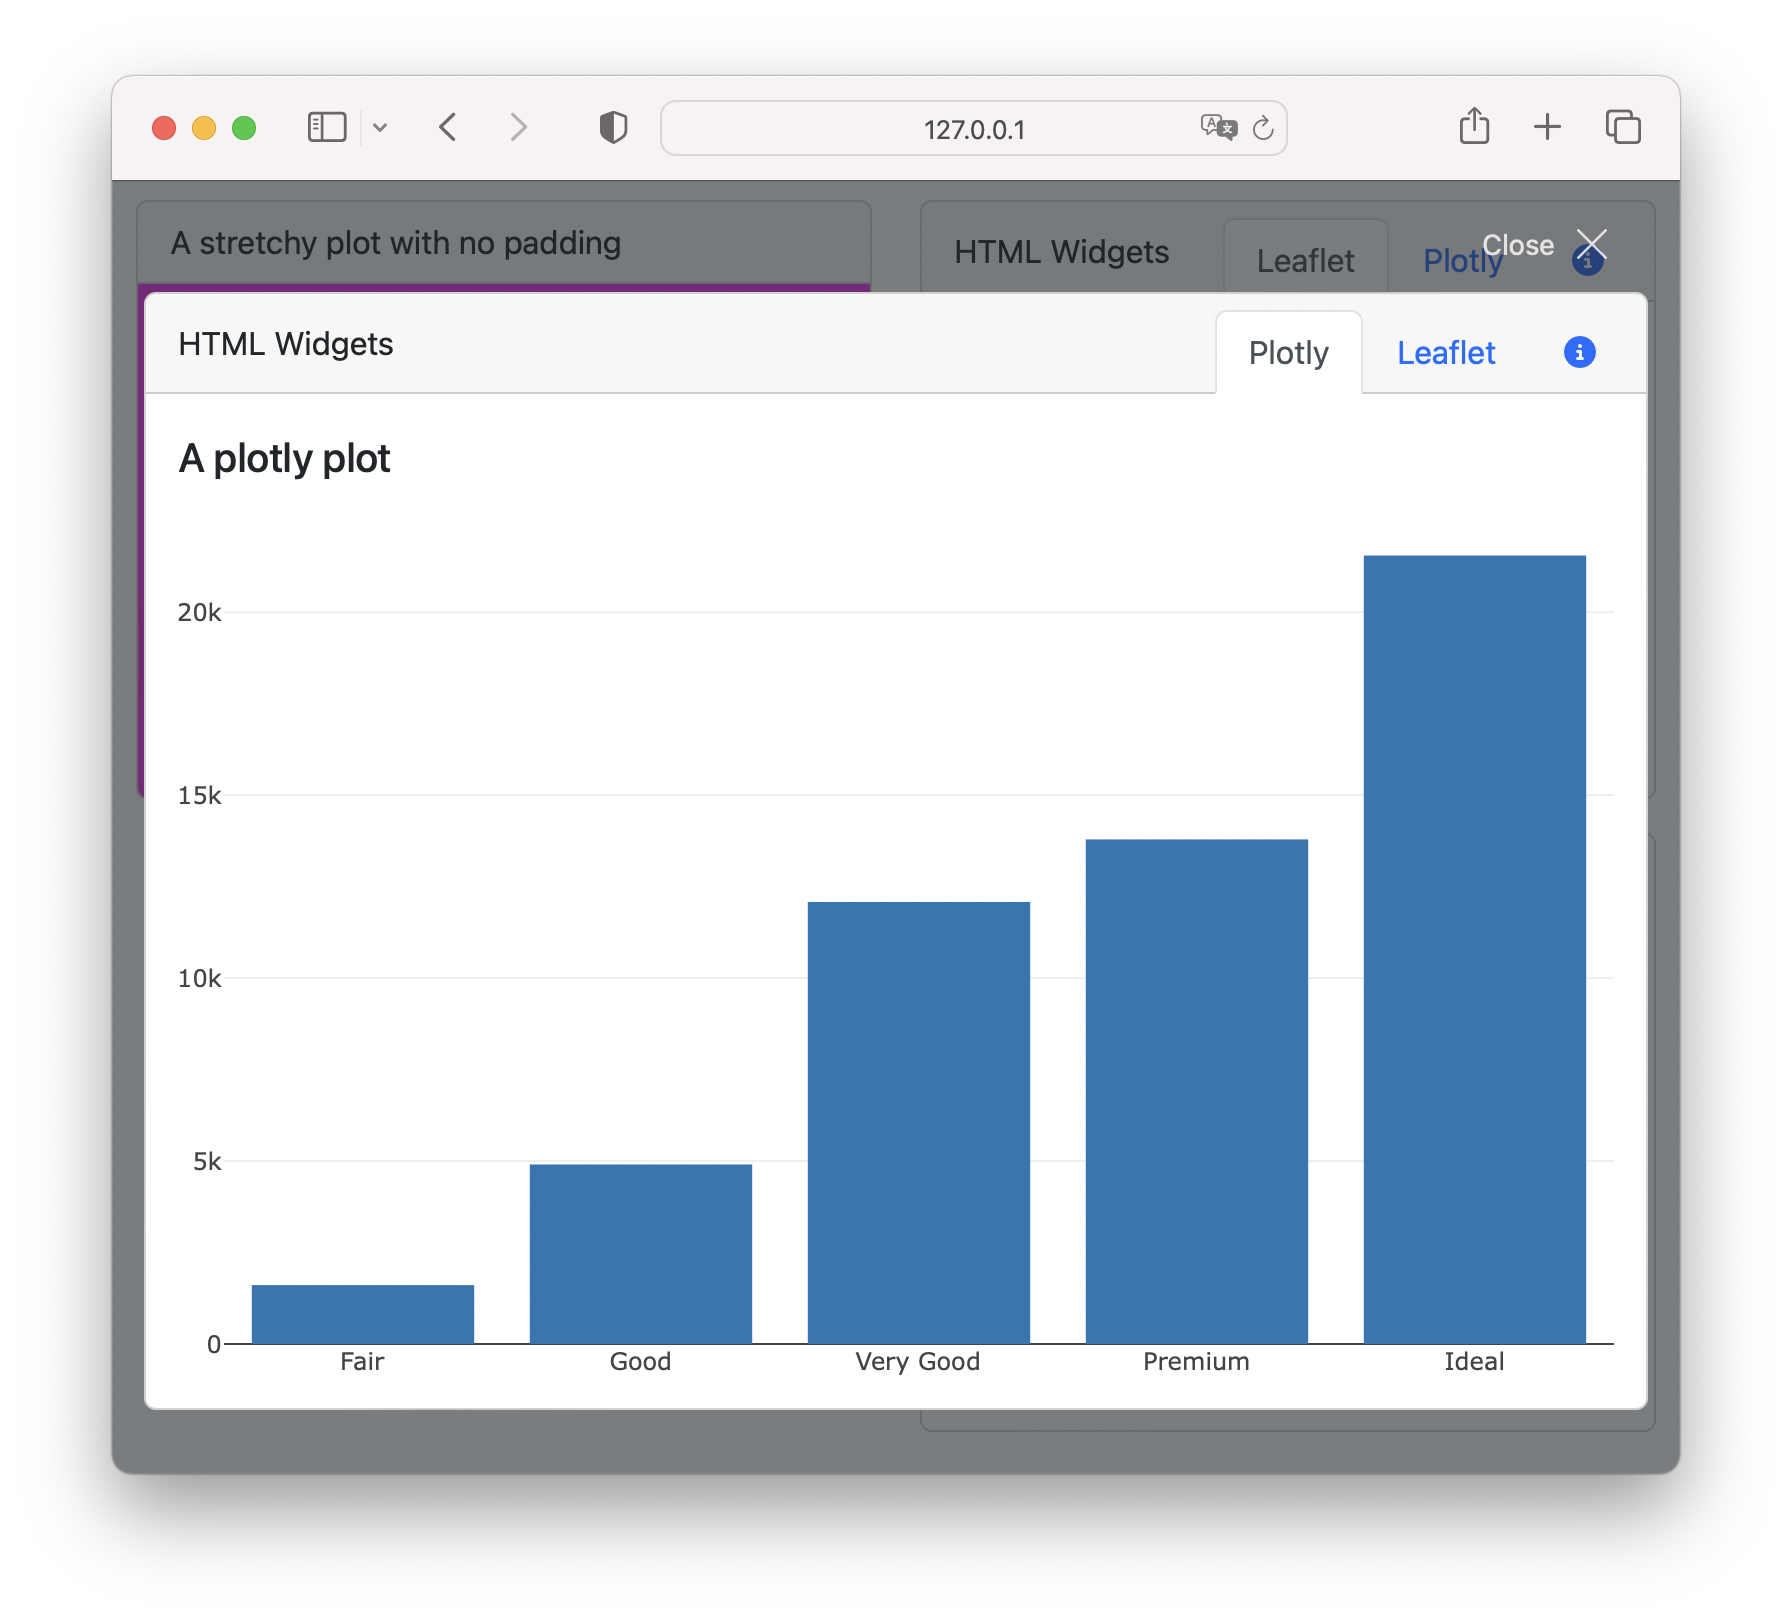 127.0.0.1
A stretchy plot with no padding
HTML Widgets
Leaflet
Plotly
Close
HTML Widgets
Plotly
Leaflet
A plotly plot
20k
15k
10k
5k
0
Fair
Good
Very Good
Premium
Ideal